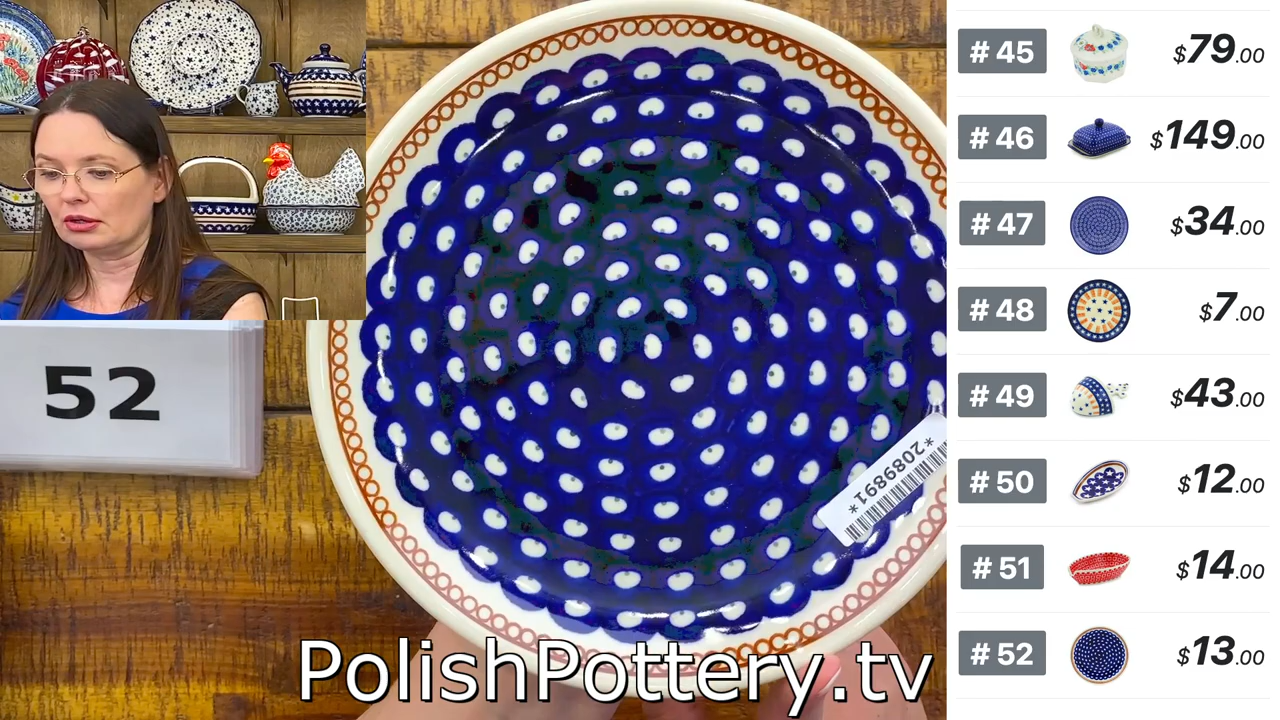 52
*2089891*
PolishPottery.tv
# 45 $79.00
# 46 $149.00
# 47 $34.00
# 48 $7.00
# 49 $43.00
# 50 $12.00
# 51 $14.00
# 52 $13.00